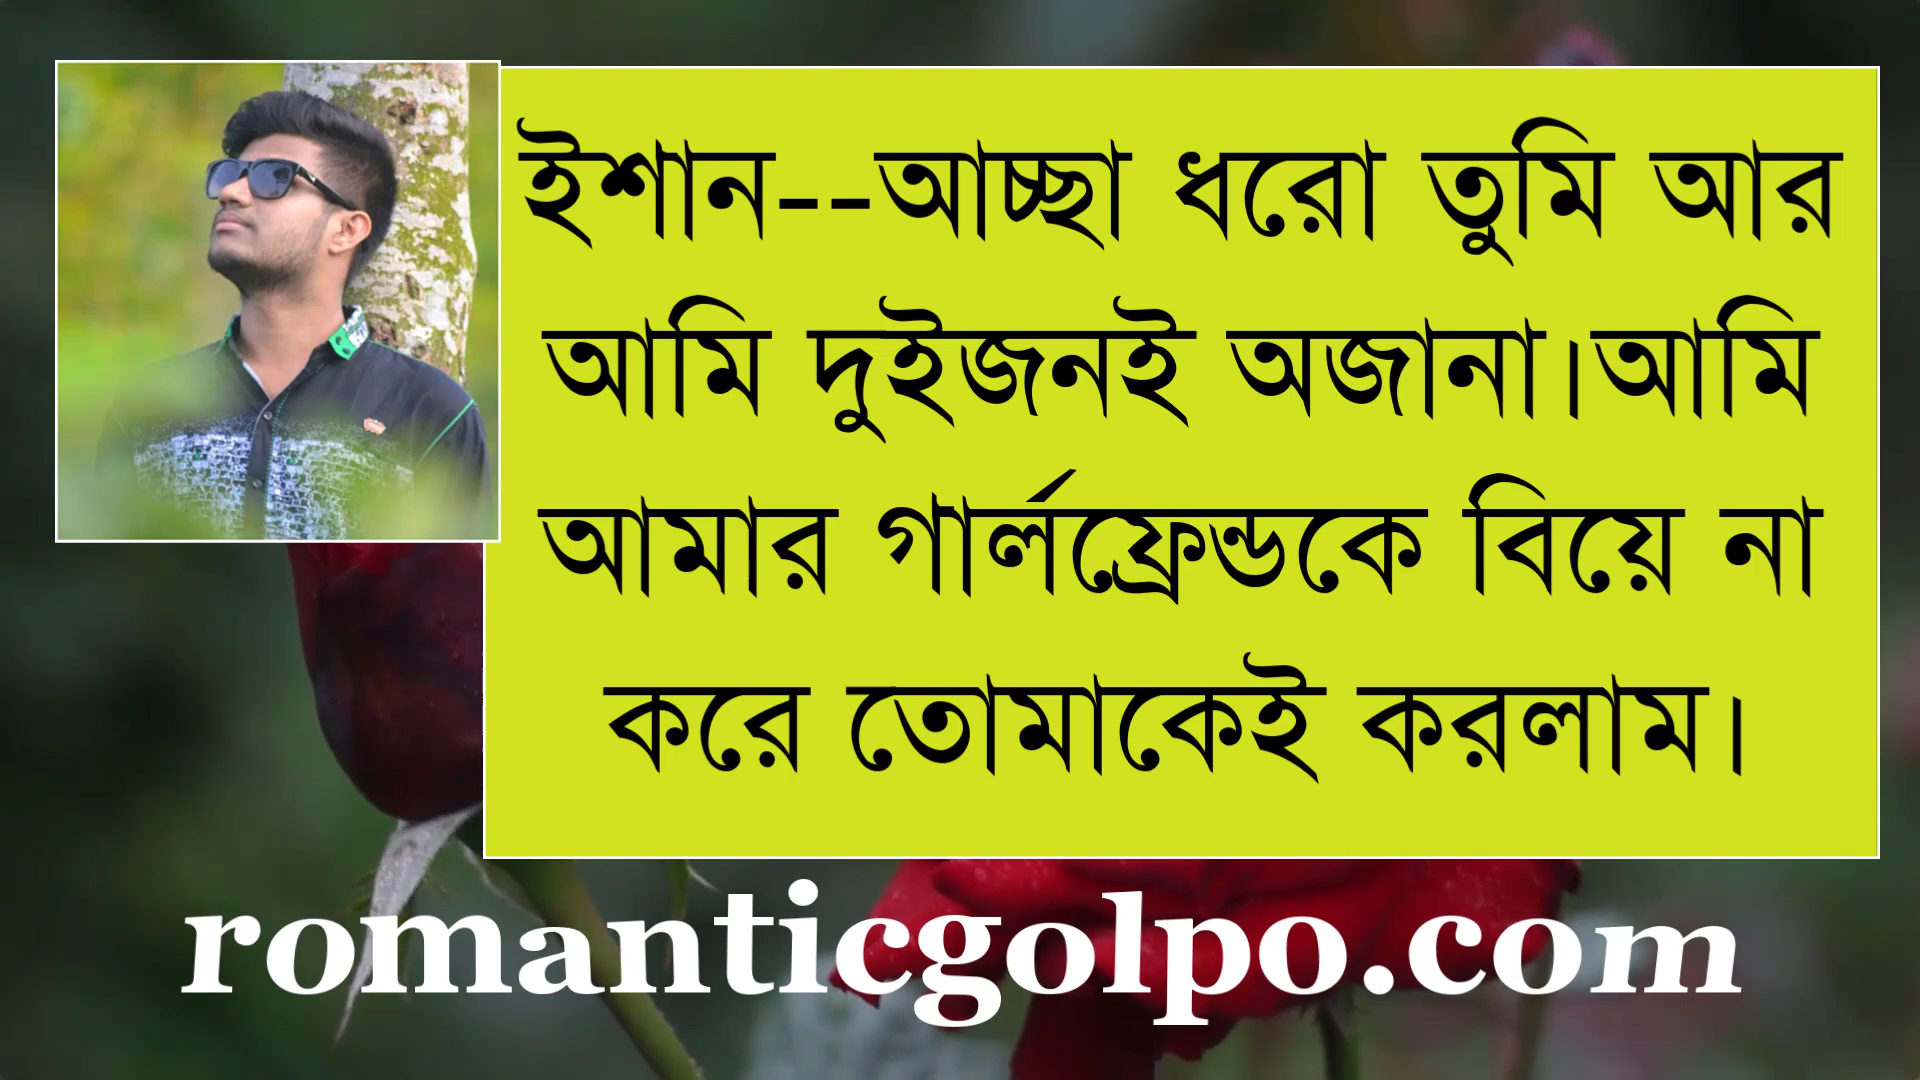 ইশান--আচ্ছা ধরো তুমি আর
আমি দুইজনই অজানা।আমি
আমার গার্লফ্রেন্ডকে বিয়ে না
করে তোমাকেই করলাম।
romanticgolpo.com